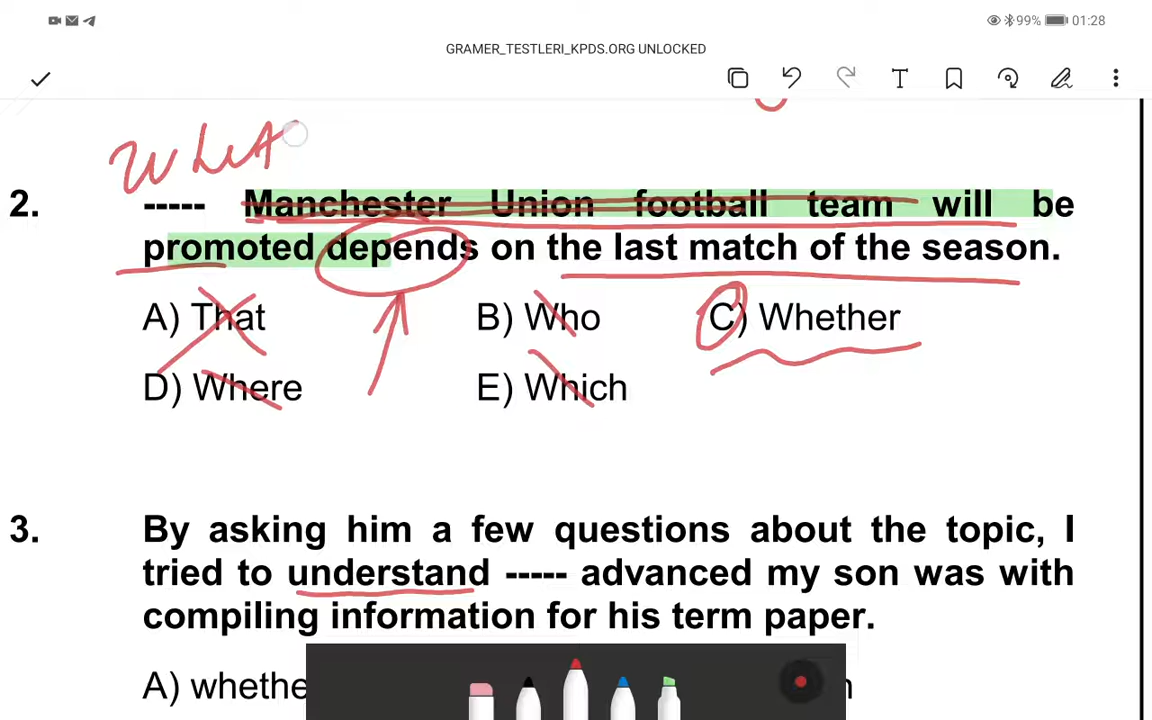 99% 01:28
GRAMER_TESTLERI_KPDS.ORG UNLOCKED
T
What
2. ----- Manchester Union football team will be
promoted depends on the last match of the season.
A) That B) Who C) Whether
D) Where E) Which
3. By asking him a few questions about the topic, I
tried to understand ----- advanced my son was with
compiling information for his term paper.
A) whethe